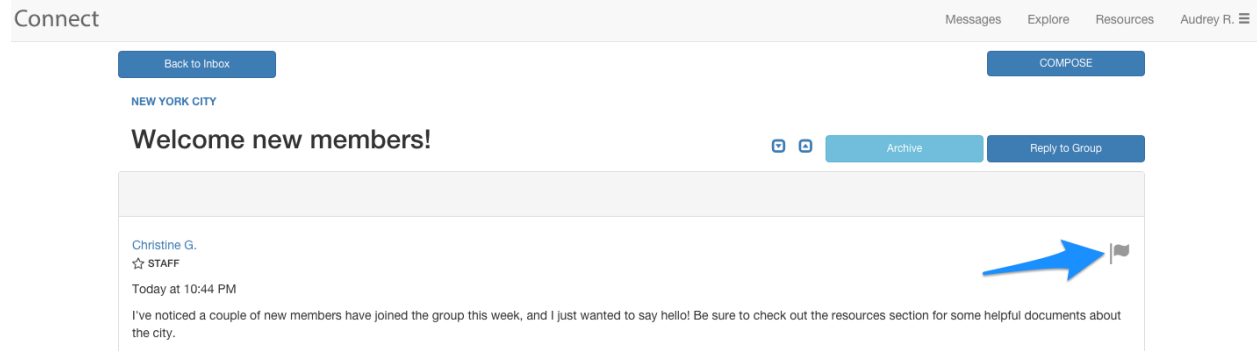 Connect
Messages Explore Resources Audrey R.
Back to Inbox
COMPOSE
NEW YORK CITY
Welcome new members!
Archive
Reply to Group
Christine G.
STAFF
Today at 10:44 PM
I've noticed a couple of new members have joined the group this week, and I just wanted to say hello! Be sure to check out the resources section for some helpful documents about
the city.